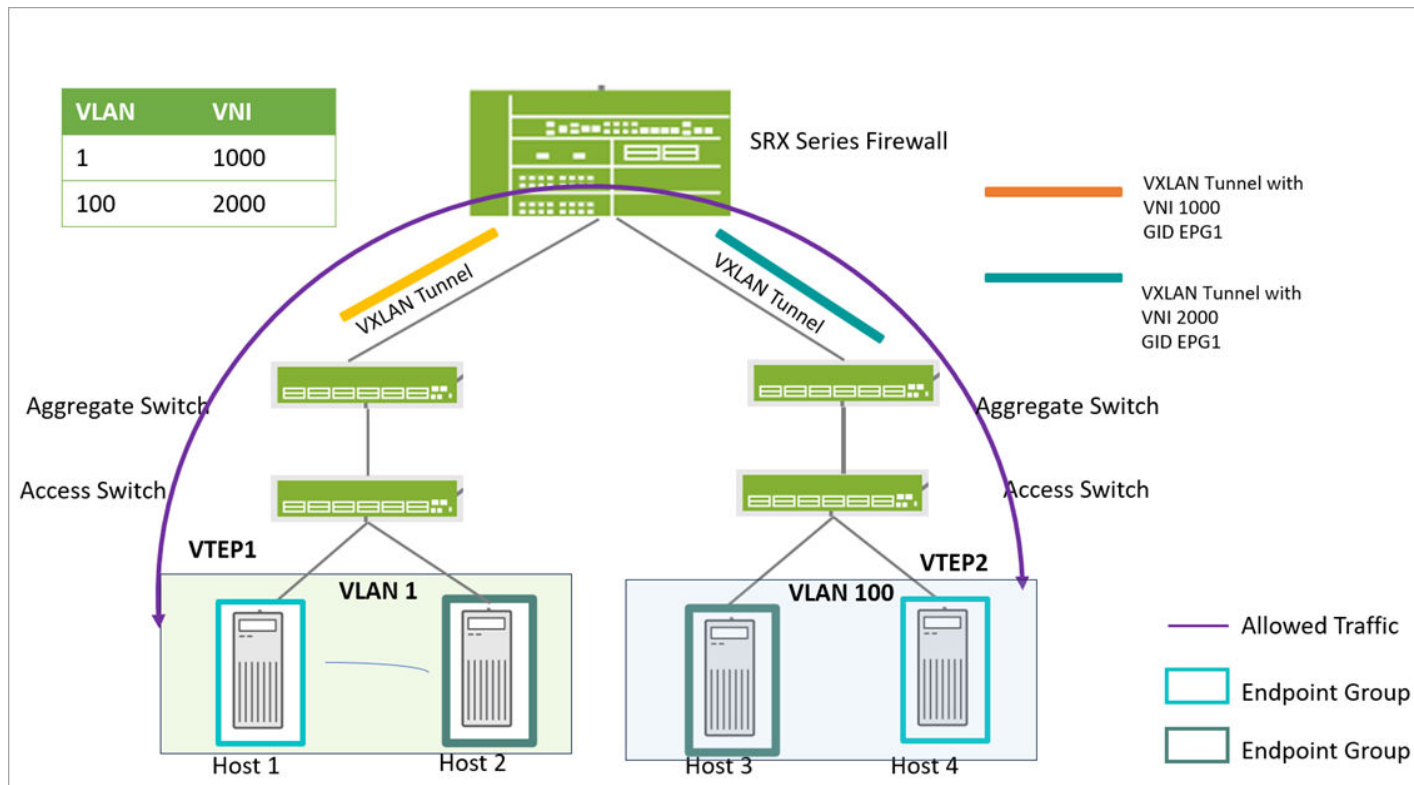 VLAN VNI
1 1000
100 2000
SRX Series Firewall
VXLAN Tunnel with
VNI 1000
GID EPG1
VXLAN Tunnel with
VNI 2000
GID EPG1
VXLAN Tunnel
VXLAN Tunnel
Aggregate Switch
Aggregate Switch
Access Switch
Access Switch
VTEP1
VTEP2
VLAN 1
VLAN 100
Host 1
Host 2
Host 3
Host 4
Allowed Traffic
Endpoint Group
Endpoint Group